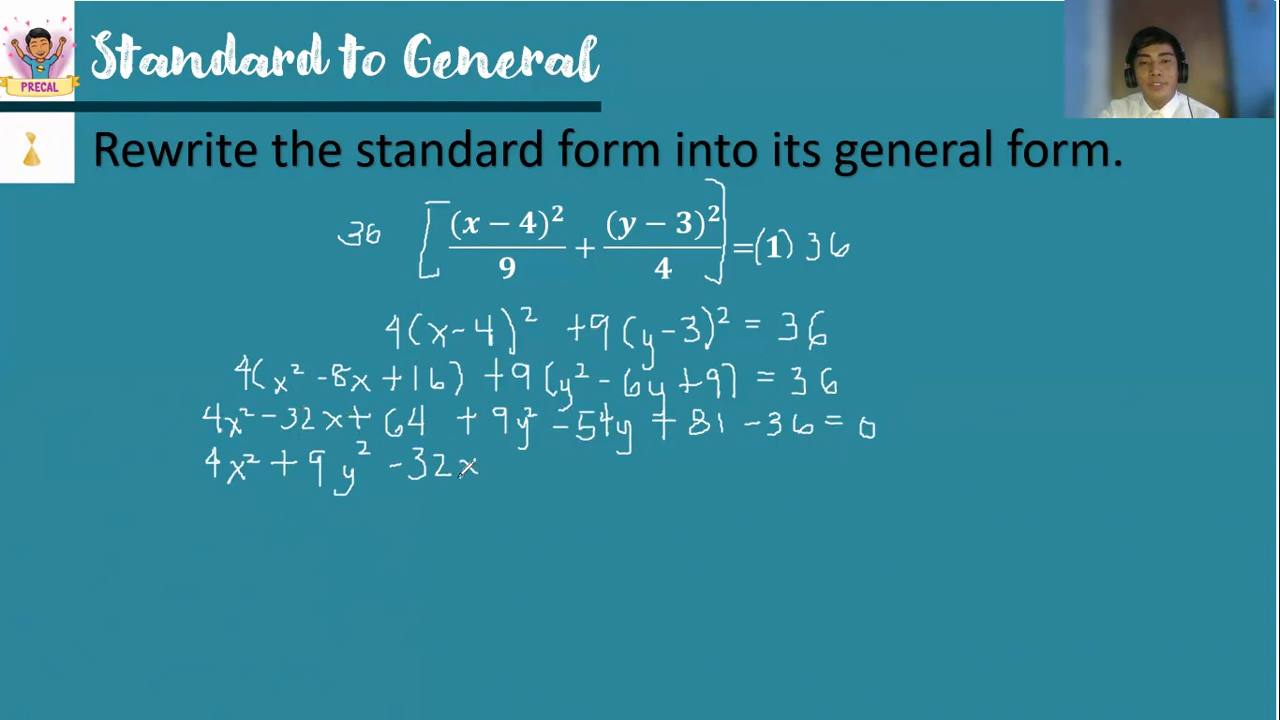 Standard to General
PRECAL
Rewrite the standard form into its general form.
36 [(x − 4)²/9 + (y − 3)²/4] = (1) 36
4(x-4)² +9(y-3)² = 36
4(x² -8x +16) +9(y² - 6y +9) = 36
4x² - 32x + 64 + 9y² - 54y + 81 - 36 = 0
4x² + 9y² - 32x